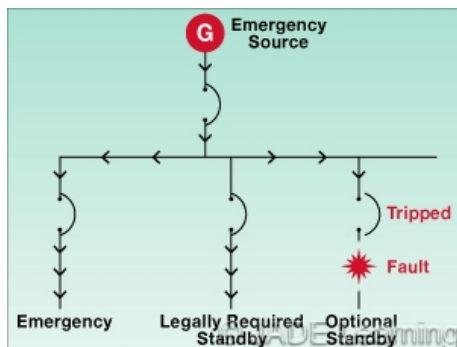 G
Emergency
Source
Tripped
Fault
Emergency
Legally Required
Standby
Optional
Standby